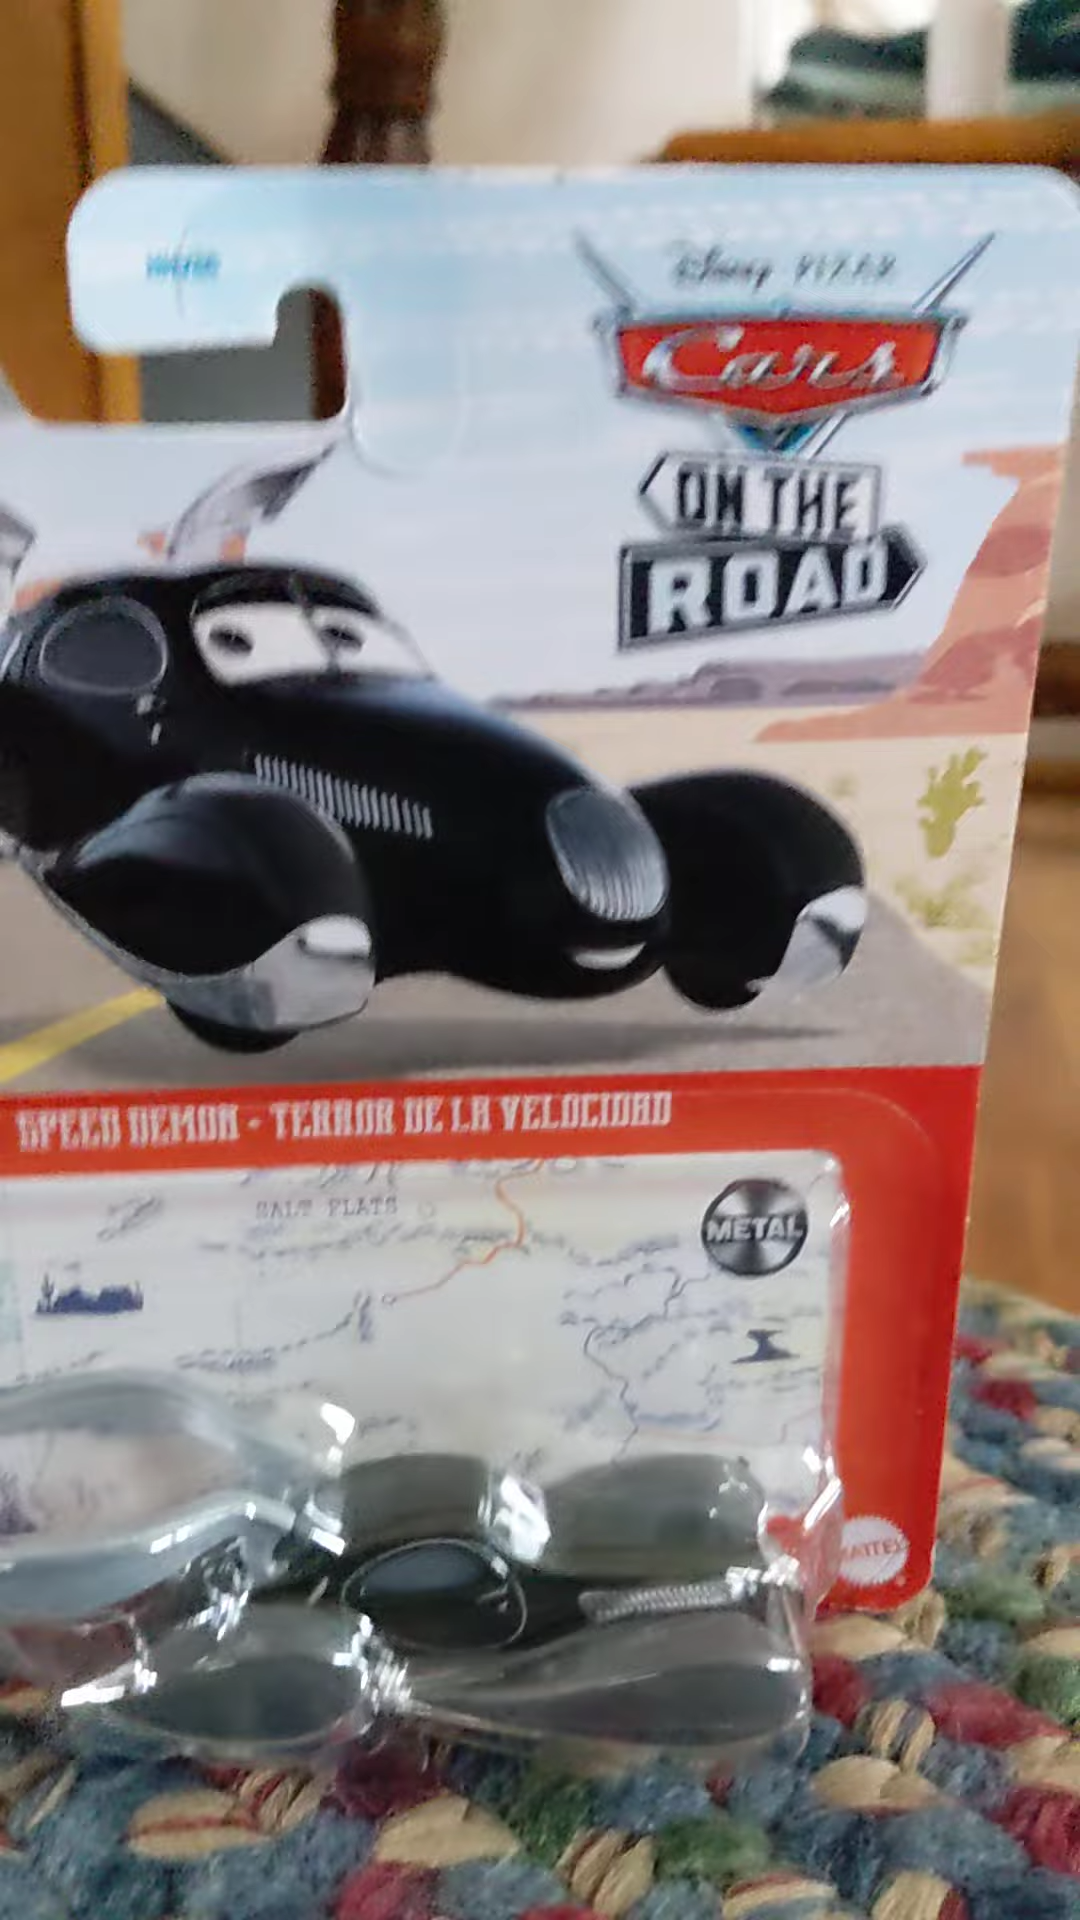 Disney PIXAR
Cars
ON THE
ROAD
SPEED DEMON - TERROR DE LA VELOCIDAD
SALT FLATS
METAL
MATTEL